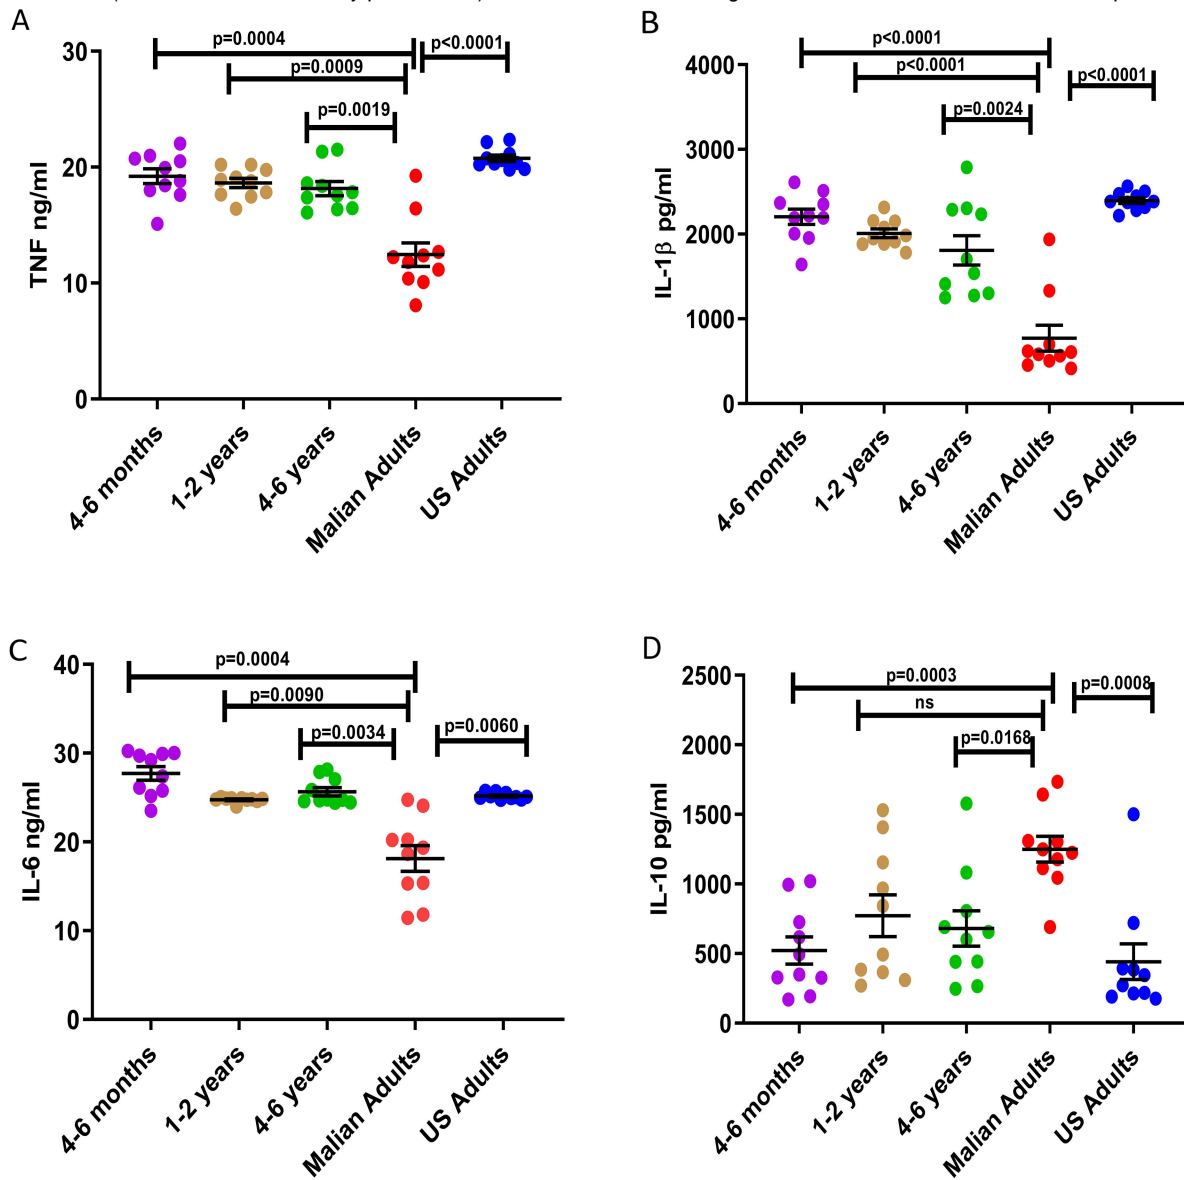 A
p=0.0004
p<0.0001
p=0.0009
p=0.0019
30
20
10
0
TNF ng/ml
4-6 months
1-2 years
4-6 years
Malian Adults
US Adults
B
p<0.0001
p<0.0001
p<0.0001
p=0.0024
4000
3000
2000
1000
0
IL-1β pg/ml
4-6 months
1-2 years
4-6 years
Malian Adults
US Adults
C
p=0.0004
p=0.0090
p=0.0034
p=0.0060
40
30
20
10
0
IL-6 ng/ml
4-6 months
1-2 years
4-6 years
Malian Adults
US Adults
D
p=0.0003
p=0.0008
ns
p=0.0168
2500
2000
1500
1000
500
0
IL-10 pg/ml
4-6 months
1-2 years
4-6 years
Malian Adults
US Adults